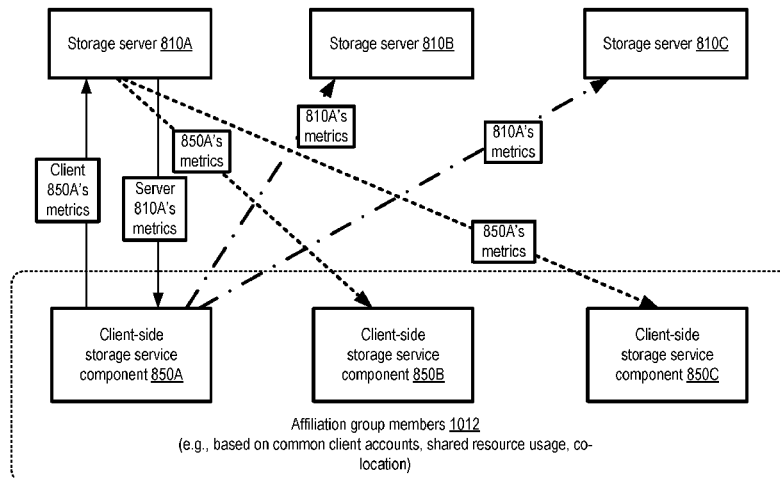 Storage server 810A
Storage server 810B
Storage server 810C
810A's
metrics
850A's
metrics
810A's
metrics
Client
850A's
metrics
Server
810A's
metrics
850A's
metrics
Client-side
storage service
component 850A
Client-side
storage service
component 850B
Client-side
storage service
component 850C
Affiliation group members 1012
(e.g., based on common client accounts, shared resource usage, co-
location)